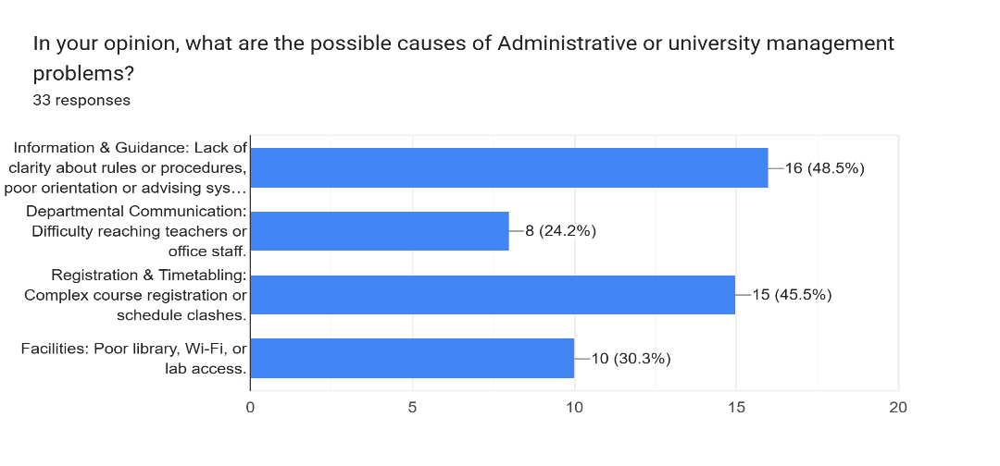 In your opinion, what are the possible causes of Administrative or university management
problems?
33 responses
Information & Guidance: Lack of
clarity about rules or procedures,
poor orientation or advising sys…
16 (48.5%)
Departmental Communication:
Difficulty reaching teachers or
office staff.
8 (24.2%)
Registration & Timetabling:
Complex course registration or
schedule clashes.
15 (45.5%)
Facilities: Poor library, Wi-Fi, or
lab access.
10 (30.3%)
0 5 10 15 20